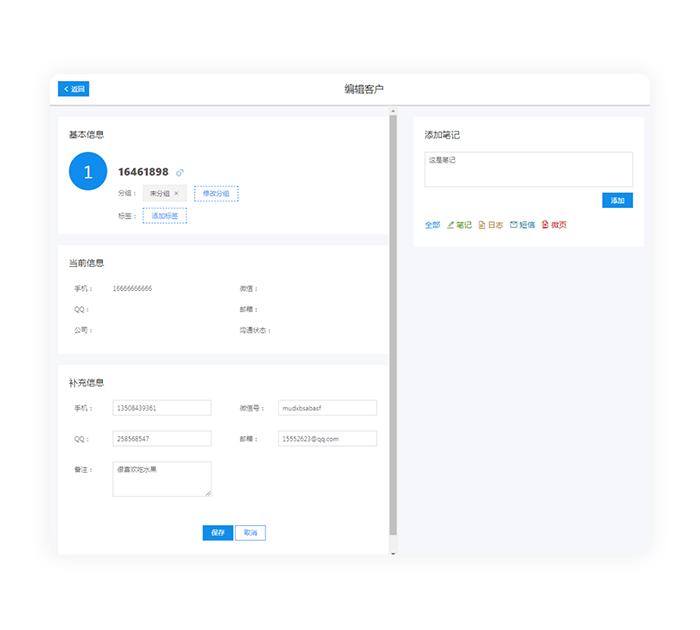 返回
编辑客户
基本信息
1
16461898
分组： 未分组 × 修改分组
标签： 添加标签
当前信息
手机： 16666666666 微信：
QQ： 邮箱：
公司： 沟通状态：
补充信息
手机： 13508439361 微信号： mudxbsabasf
QQ： 258568547 邮箱： 15552623@qq.com
备注： 很喜欢吃水果
保存 取消
添加笔记
这是笔记
添加
全部 笔记 日志 短信 微页